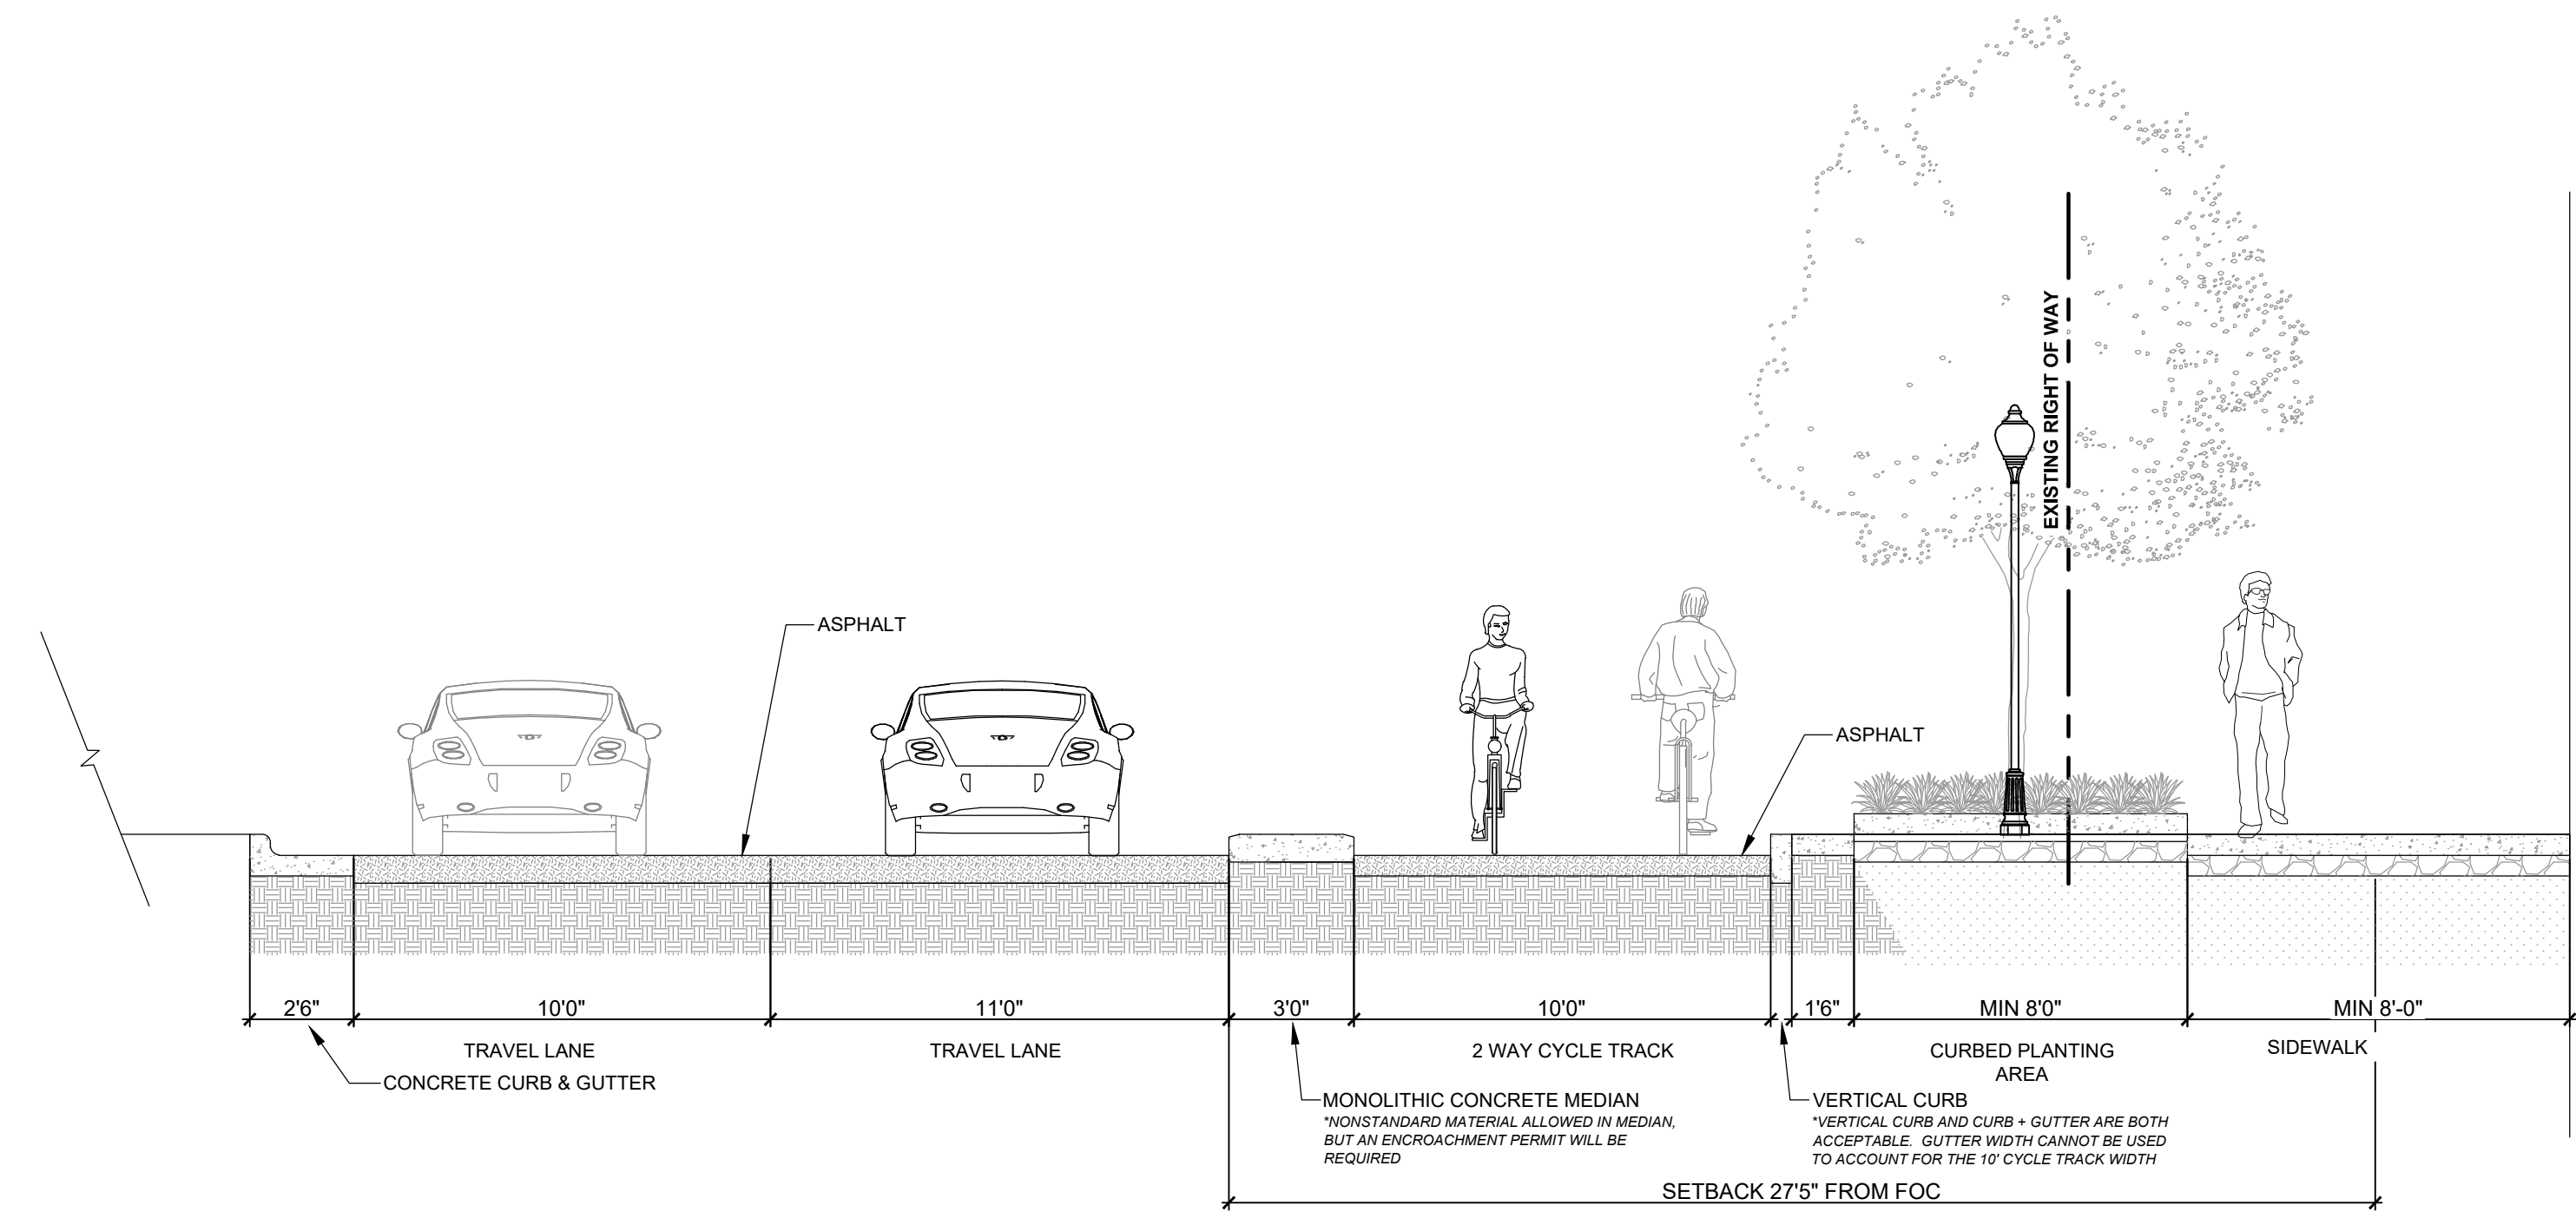 EXISTING RIGHT OF WAY
ASPHALT
ASPHALT
2'6"
10'0"
11'0"
3'0"
10'0"
1'6"
MIN 8'0"
MIN 8'-0"
TRAVEL LANE
TRAVEL LANE
2 WAY CYCLE TRACK
CURBED PLANTING
AREA
SIDEWALK
CONCRETE CURB & GUTTER
MONOLITHIC CONCRETE MEDIAN
*NONSTANDARD MATERIAL ALLOWED IN MEDIAN,
BUT AN ENCROACHMENT PERMIT WILL BE
REQUIRED
VERTICAL CURB
*VERTICAL CURB AND CURB + GUTTER ARE BOTH
ACCEPTABLE. GUTTER WIDTH CANNOT BE USED
TO ACCOUNT FOR THE 10' CYCLE TRACK WIDTH
SETBACK 27'5" FROM FOC